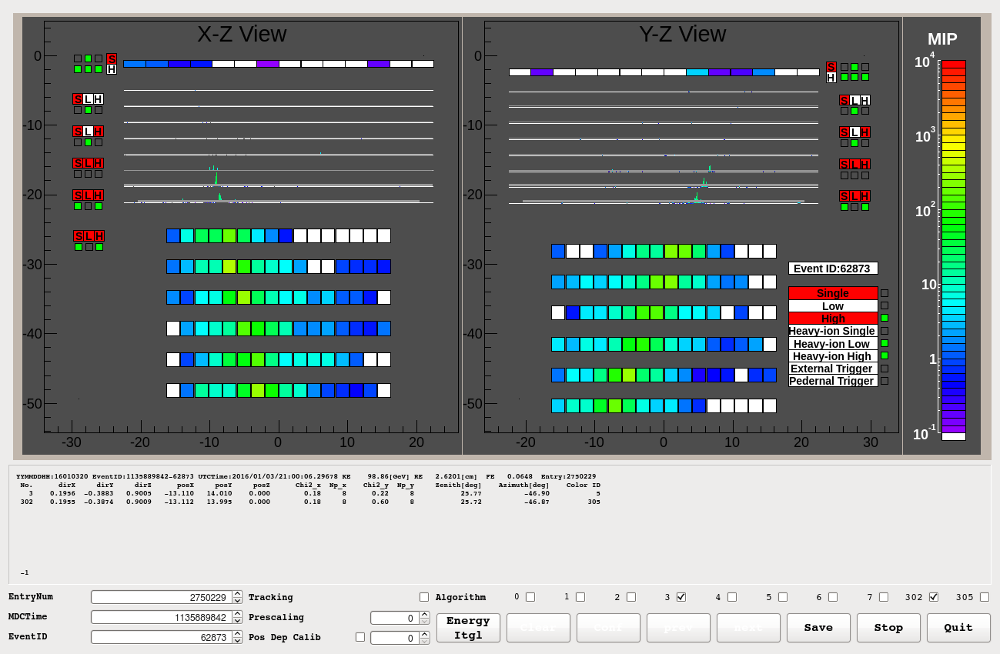 X-Z View
Y-Z View
MIP
0
-10
-20
-30
-40
-50
-30 -20 -10 0 10 20
S
H
S L H
S L H
S L H
S L H
S L H
0
-10
-20
-30
-40
-50
-20 -10 0 10 20 30
S
H
S L H
S L H
S L H
S L H
Event ID:62873
Single
Low
High
Heavy-ion Single
Heavy-ion Low
Heavy-ion High
External Trigger
Pedernal Trigger
10^4
10^3
10^2
10
1
10^-1
YYMMDDHH:16010320 EventID:1135889842-62873 UTCTime:2016/01/03/21:00:06.29678 KE 98.86[GeV] RE 2.6201[cm] FE 0.0648 Entry:2750229
No. dirX dirY dirZ posX posY posZ Chi2_x Np_x Chi2_y Np_y Zenith[deg] Azimuth[deg] Color ID
3 0.1956 -0.3883 0.9005 -13.110 14.010 0.000 0.18 8 0.22 8 25.77 -46.90 5
302 0.1955 -0.3874 0.9009 -13.112 13.995 0.000 0.18 8 0.60 8 25.72 -46.87 305
-1
EntryNum 2750229 Tracking Algorithm 0 1 2 3 4 5 6 7 302 305
MDCTime 1135889842 Prescaling 0
EventID 62873 Pos Dep Calib 0
Energy
Itgl
Clear Conf prev next Save Stop Quit